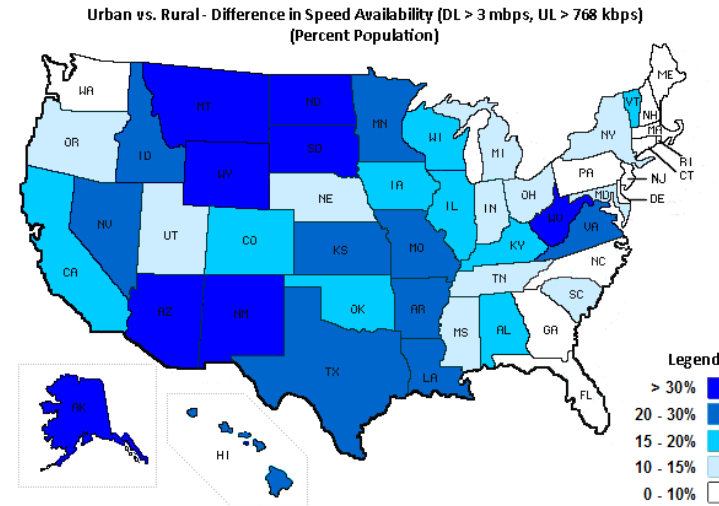 Urban vs. Rural - Difference in Speed Availability (DL > 3 mbps, UL > 768 kbps)
(Percent Population)
WA
MT
ND
MN
ME
VT
NH
OR
ID
SD
WI
MI
NY
MA
RI
CT
WY
IA
PA
NJ
NE
IL
IN
OH
MD
DE
NV
UT
CO
KS
MO
KY
WV
VA
CA
NC
AZ
NM
OK
AR
TN
SC
MS
AL
GA
TX
LA
FL
AK
HI
Legend
> 30%
20 - 30%
15 - 20%
10 - 15%
0 - 10%